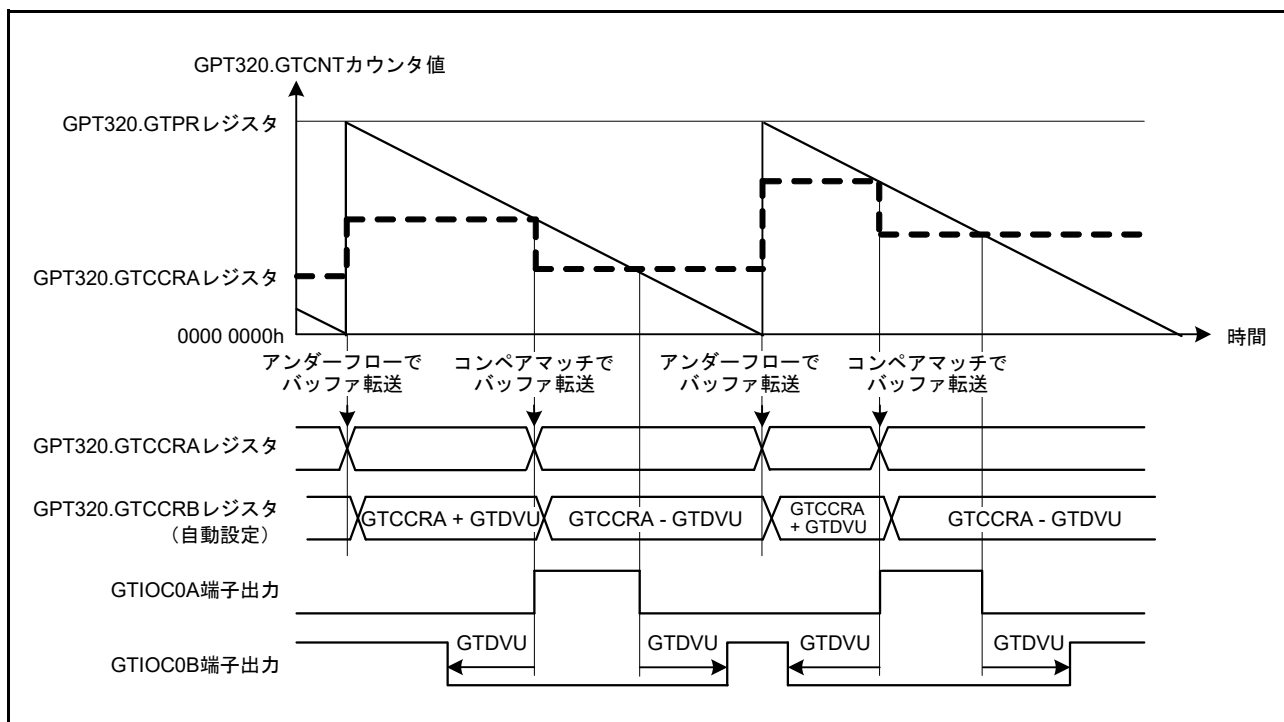 GPT320.GTCNTカウンタ値
GPT320.GTPRレジスタ
GPT320.GTCCRAレジスタ
0000 0000h
時間
アンダーフローで
バッファ転送
コンペアマッチで
バッファ転送
アンダーフローで
バッファ転送
コンペアマッチで
バッファ転送
GPT320.GTCCRAレジスタ
GPT320.GTCCRBレジスタ
（自動設定）
GTCCRA + GTDVU
GTCCRA - GTDVU
GTCCRA
+ GTDVU
GTCCRA - GTDVU
GTIOC0A端子出力
GTIOC0B端子出力
GTDVU
GTDVU
GTDVU
GTDVU